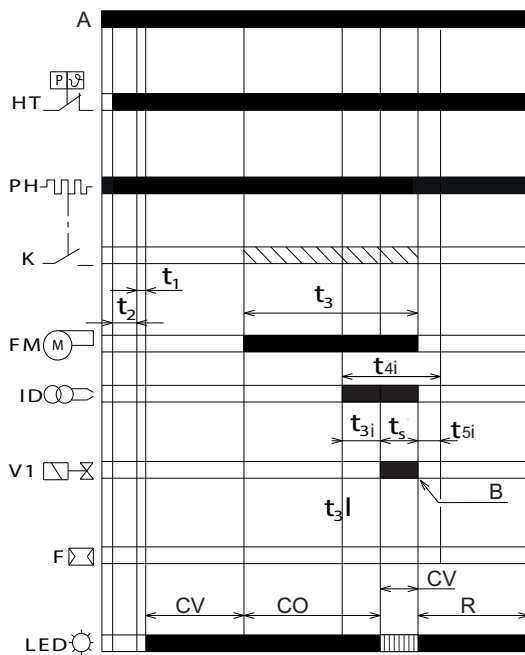 A
P ϑ
HT
PH
K
t1
t2
t3
FM M
t4i
ID
t3i ts t5i
V1
B
t3l
F
CV
CV CO R
LED